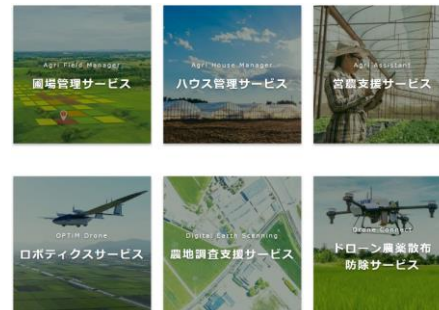 Agri Field Manager
圃場管理サービス
Agri House Manager
ハウス管理サービス
Agri Assistant
営農支援サービス
OPTiM Drone
ロボティクスサービス
Digital Earth Scanning
農地調査支援サービス
Drone Connect
ドローン農薬散布
防除サービス